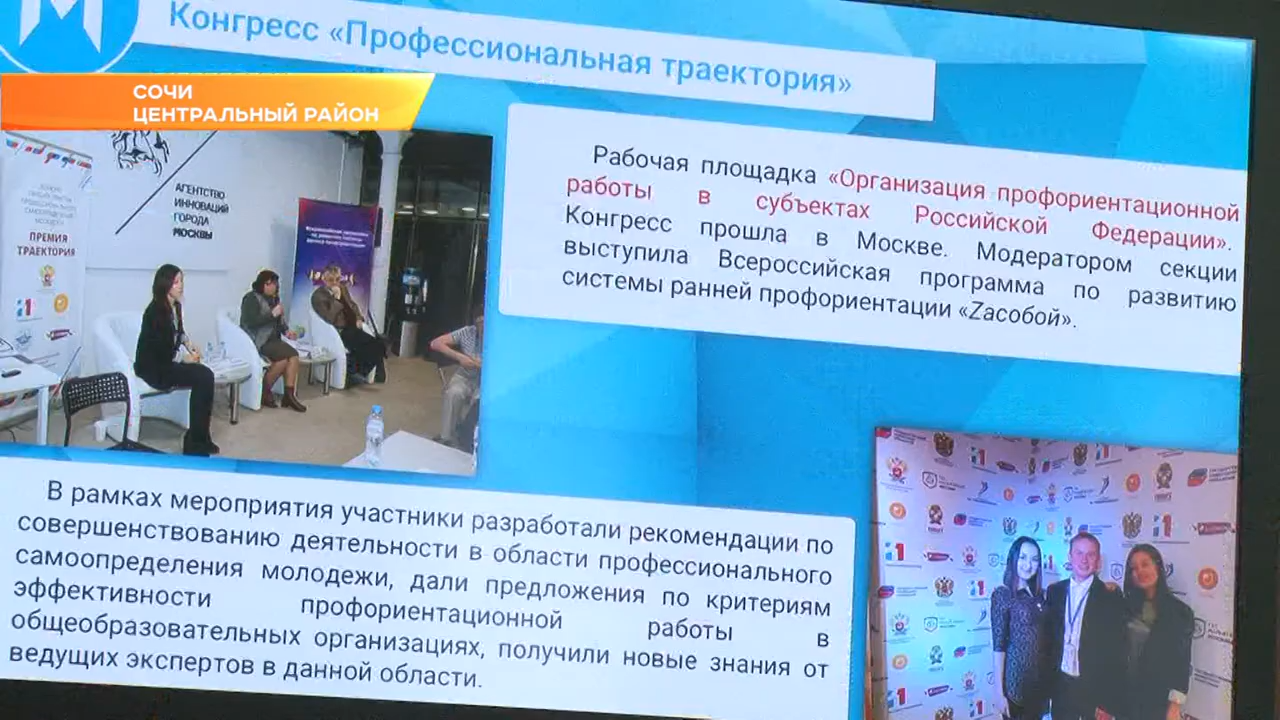 Конгресс «Профессиональная траектория»
СОЧИ
ЦЕНТРАЛЬНЫЙ РАЙОН
АГЕНТСТВО
ИННОВАЦИЙ
ГОРОДА
МОСКВЫ
ПРЕМИЯ
ТРАЕКТОРИЯ
Рабочая площадка «Организация профориентационной
работы в субъектах Российской Федерации».
Конгресс прошла в Москве. Модератором секции
выступила Всероссийская программа по развитию
системы ранней профориентации «Zасобой».
В рамках мероприятия участники разработали рекомендации по
совершенствованию деятельности в области профессионального
самоопределения молодежи, дали предложения по критериям
эффективности профориентационной работы в
общеобразовательных организациях, получили новые знания от
ведущих экспертов в данной области.